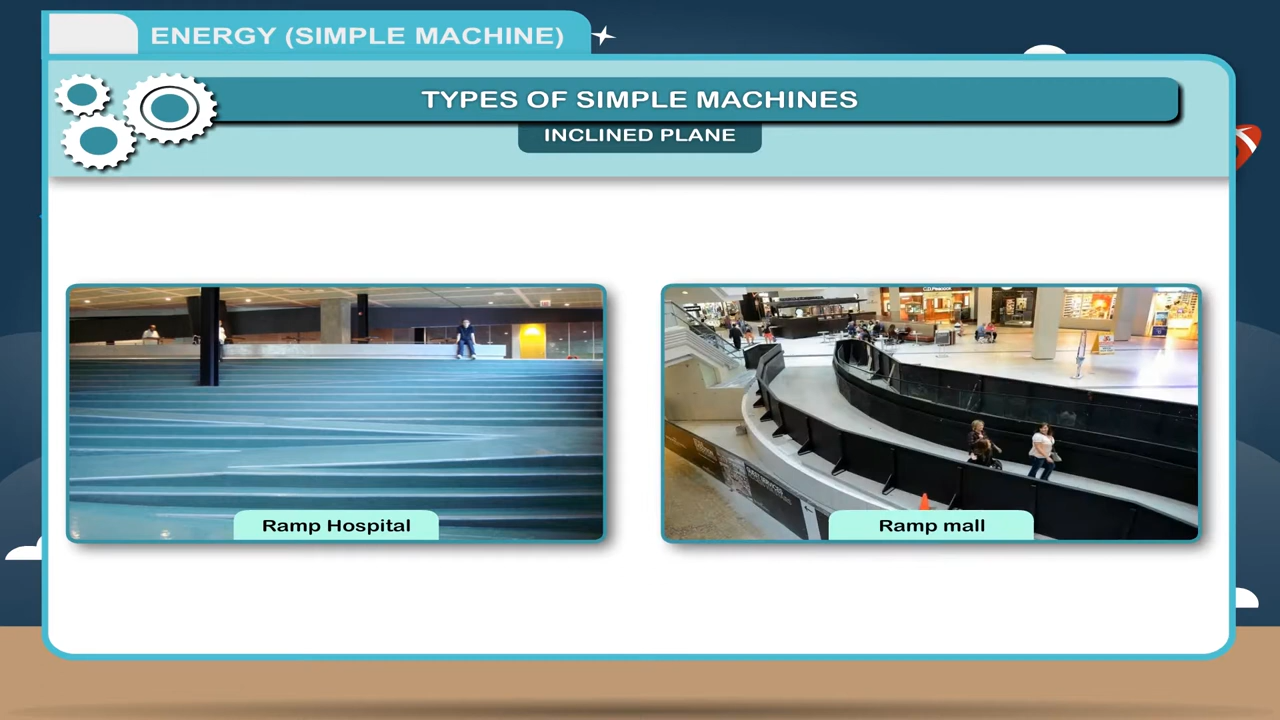 ENERGY (SIMPLE MACHINE)
TYPES OF SIMPLE MACHINES
INCLINED PLANE
Ramp Hospital
Ramp mall